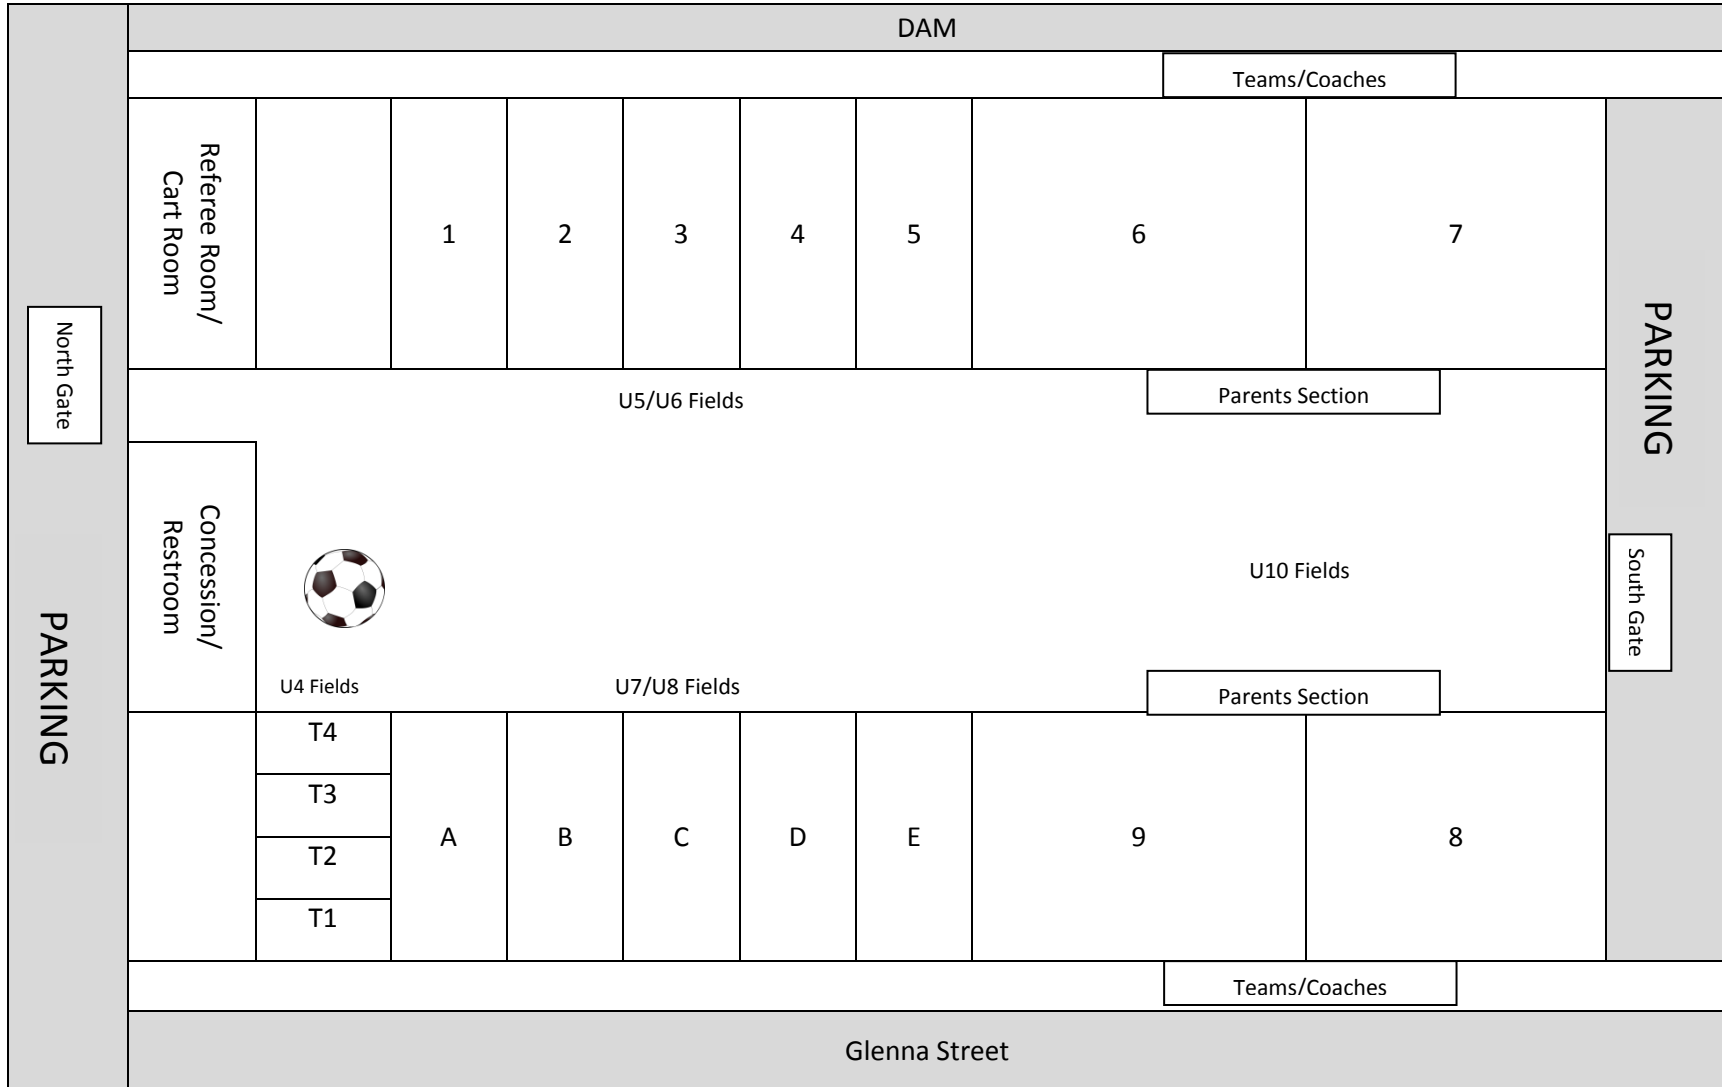 DAM
Teams/Coaches
Referee Room/
Cart Room
1
2
3
4
5
6
7
North Gate
PARKING
U5/U6 Fields
Parents Section
Concession/
Restroom
U10 Fields
South Gate
PARKING
U4 Fields
U7/U8 Fields
Parents Section
T4
T3
T2
T1
A
B
C
D
E
9
8
Teams/Coaches
Glenna Street